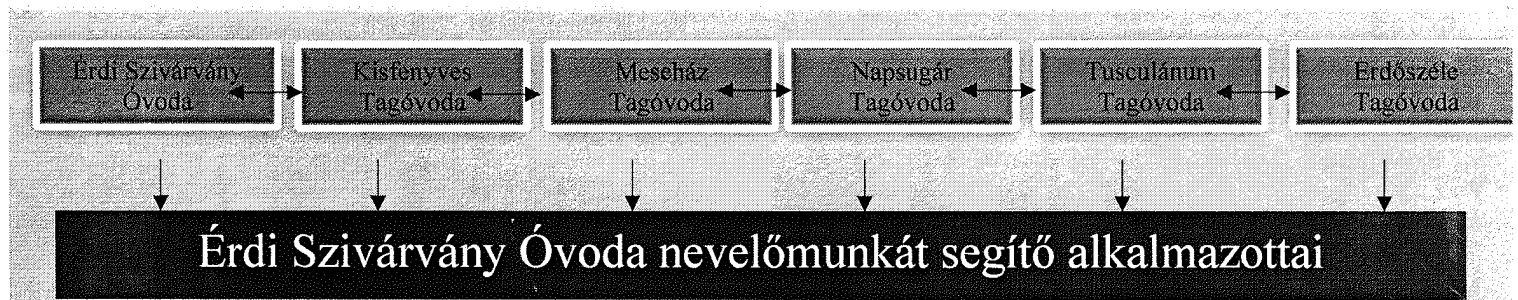 Érdi Szivárvány
Óvoda
Kisfenyves
Tagóvoda
Meseház
Tagóvoda
Napsugár
Tagóvoda
Tusculánum
Tagóvoda
Erdőszéle
Tagóvoda
Érdi Szivárvány Óvoda nevelőmunkát segítő alkalmazottai